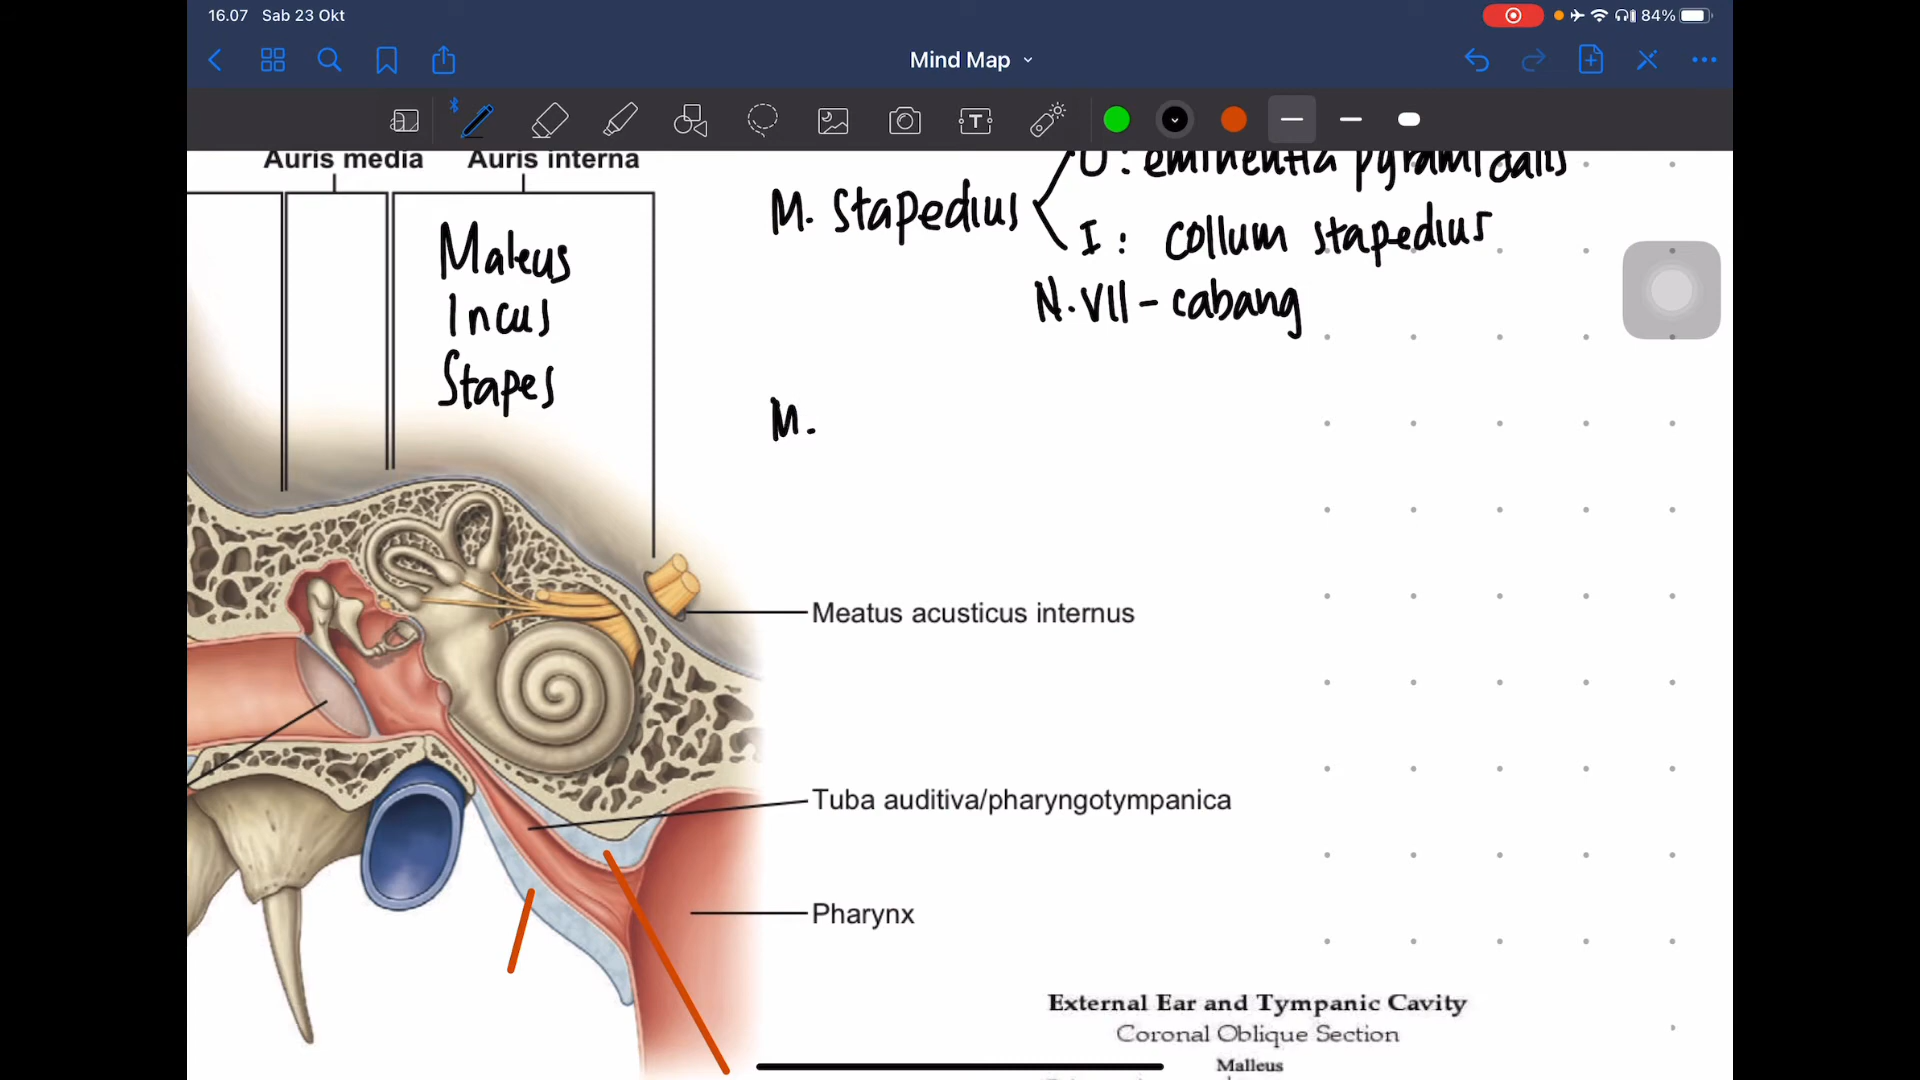 16.07 Sab 23 Okt
84%
Mind Map
Auris media Auris interna
O: eminentia pyramidalis
M. Stapedius
I: collum stapedius
N.VII - cabang
Maleus
Incus
Stapes
M.
Meatus acusticus internus
Tuba auditiva/pharyngotympanica
Pharynx
External Ear and Tympanic Cavity
Coronal Oblique Section
Malleus